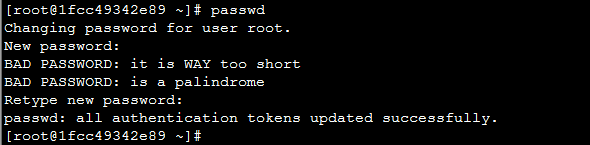 [root@1fcc49342e89 ~]# passwd
Changing password for user root.
New password:
BAD PASSWORD: it is WAY too short
BAD PASSWORD: is a palindrome
Retype new password:
passwd: all authentication tokens updated successfully.
[root@1fcc49342e89 ~]#